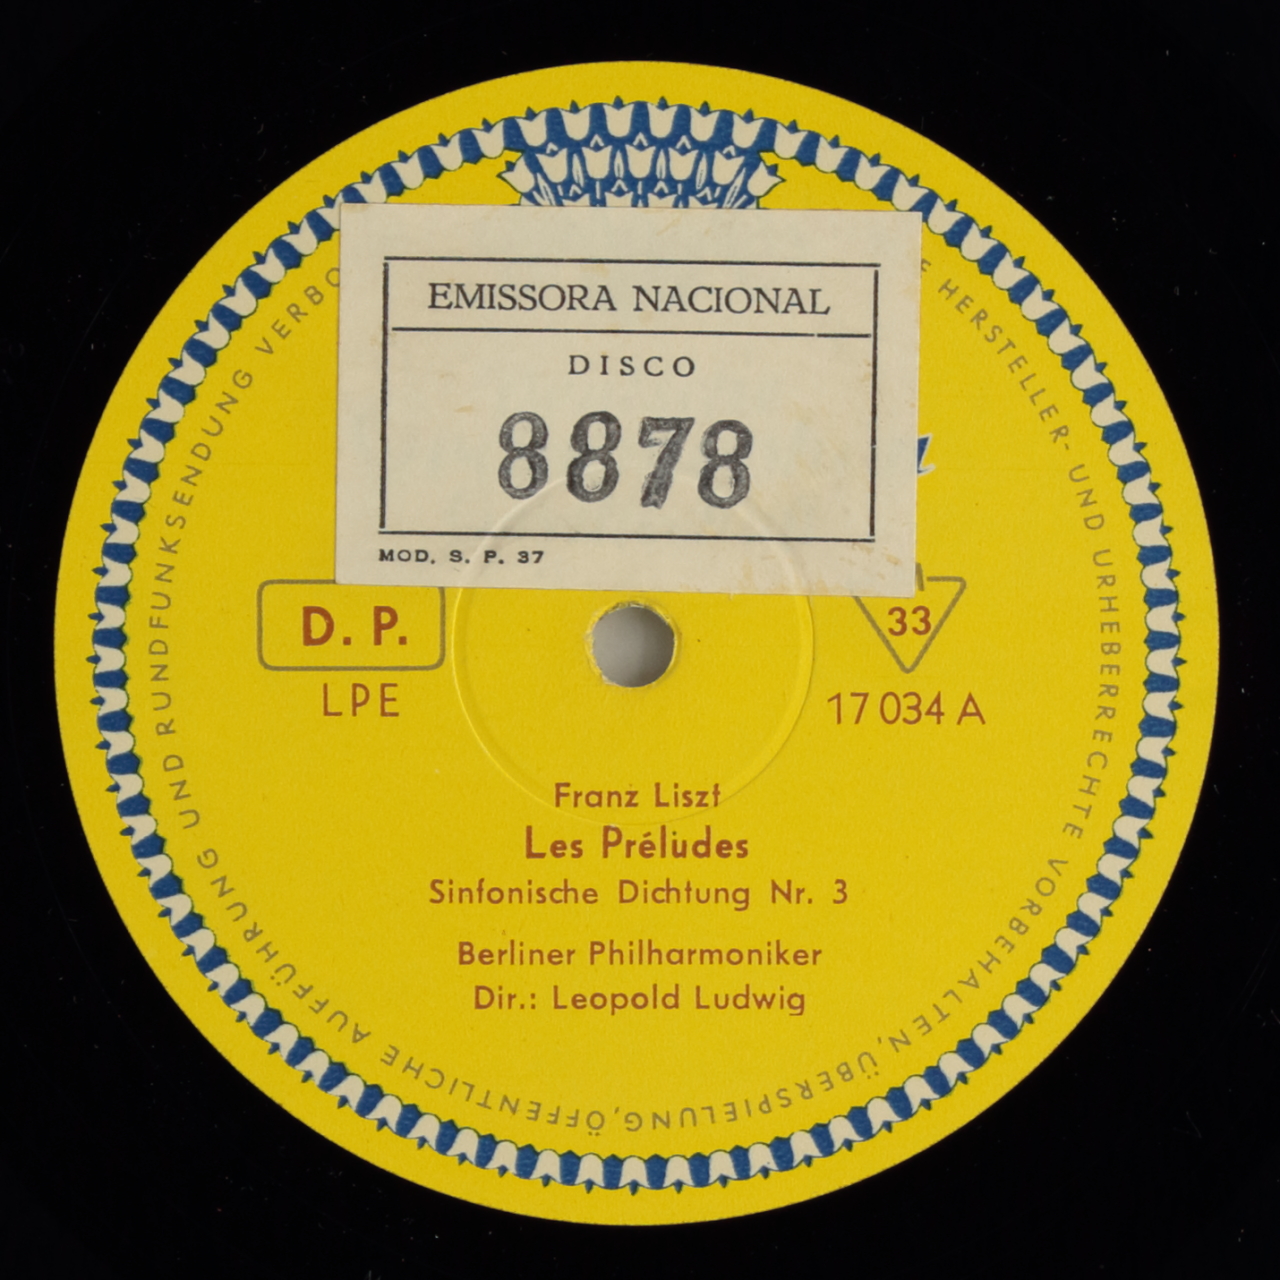 EMISSORA NACIONAL
DISCO
8878
MOD. S. P. 37
D. P.
LPE
33
17 034 A
Franz Liszt
Les Préludes
Sinfonische Dichtung Nr. 3
Berliner Philharmoniker
Dir.: Leopold Ludwig
HERSTELLER- UND URHEBERRECHTE VORBEHALTEN, ÜBERSPIELUNG, ÖFFENTLICHE AUFFÜHRUNG UND RUNDFUNKSENDUNG